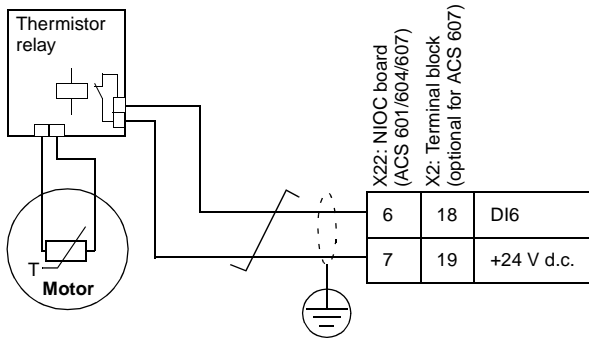 Thermistor
relay
X22: NIOC board
(ACS 601/604/607)
X2: Terminal block
(optional for ACS 607)
6 18 DI6
7 19 +24 V d.c.
T
Motor